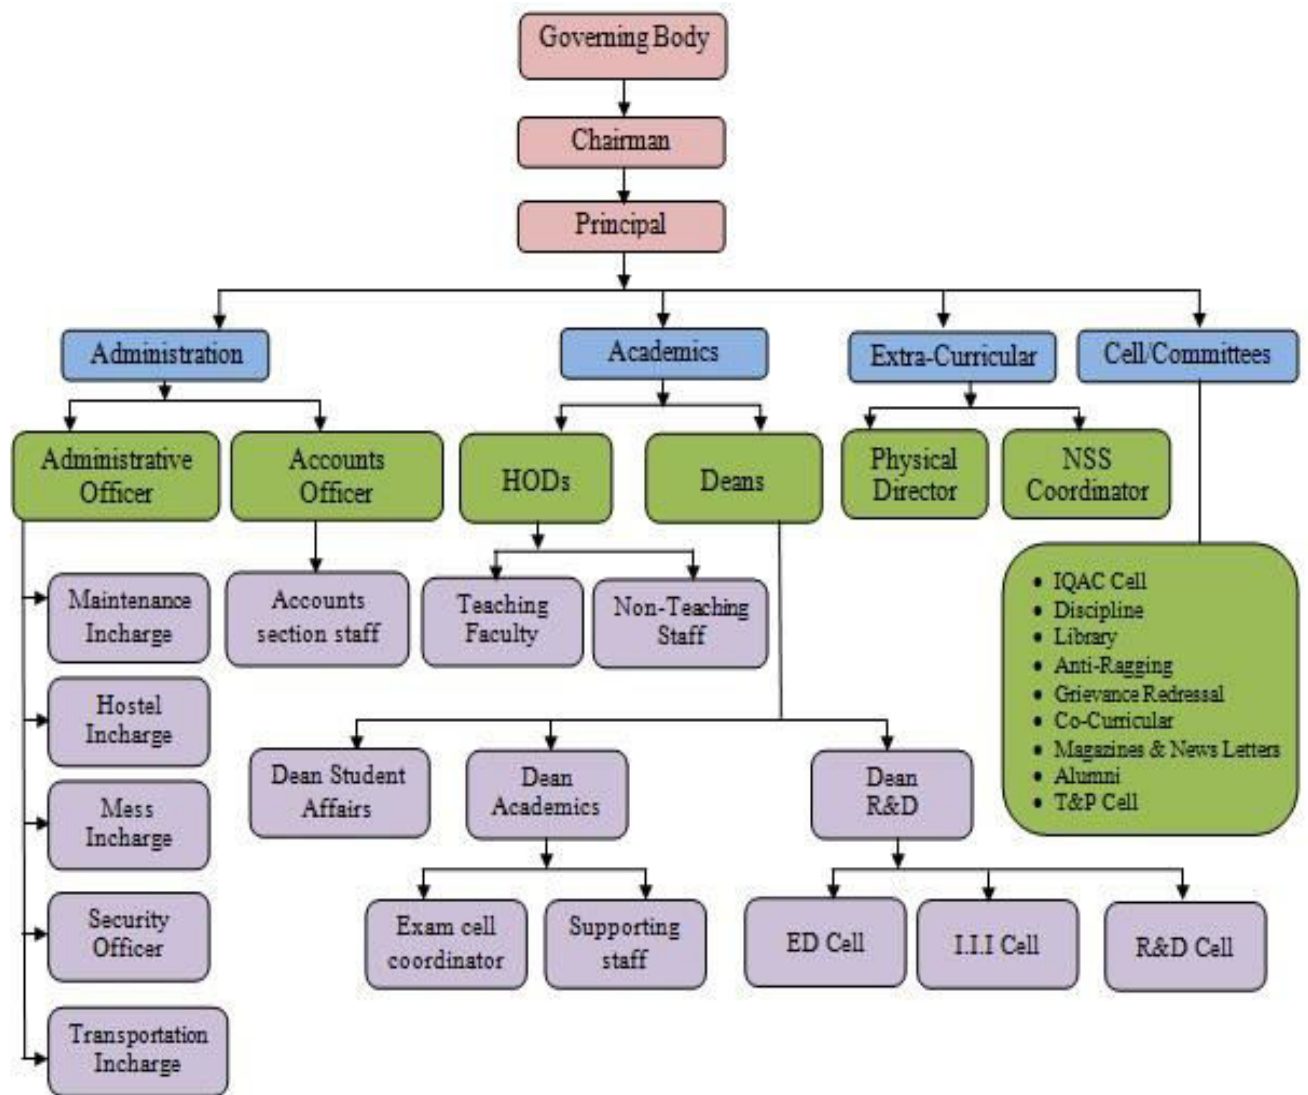 Governing Body
Chairman
Principal
Administration
Academics
Extra-Curricular
Cell/Committees
Administrative
Officer
Accounts
Officer
HODs
Deans
Physical
Director
NSS
Coordinator
Maintenance
Incharge
Accounts
section staff
Teaching
Faculty
Non-Teaching
Staff
• IQAC Cell
• Discipline
• Library
• Anti-Ragging
• Grievance Redressal
• Co-Curricular
• Magazines & News Letters
• Alumni
• T&P Cell
Hostel
Incharge
Dean Student
Affairs
Dean
Academics
Dean
R&D
Mess
Incharge
Security
Officer
Exam cell
coordinator
Supporting
staff
ED Cell
I.I.I Cell
R&D Cell
Transportation
Incharge